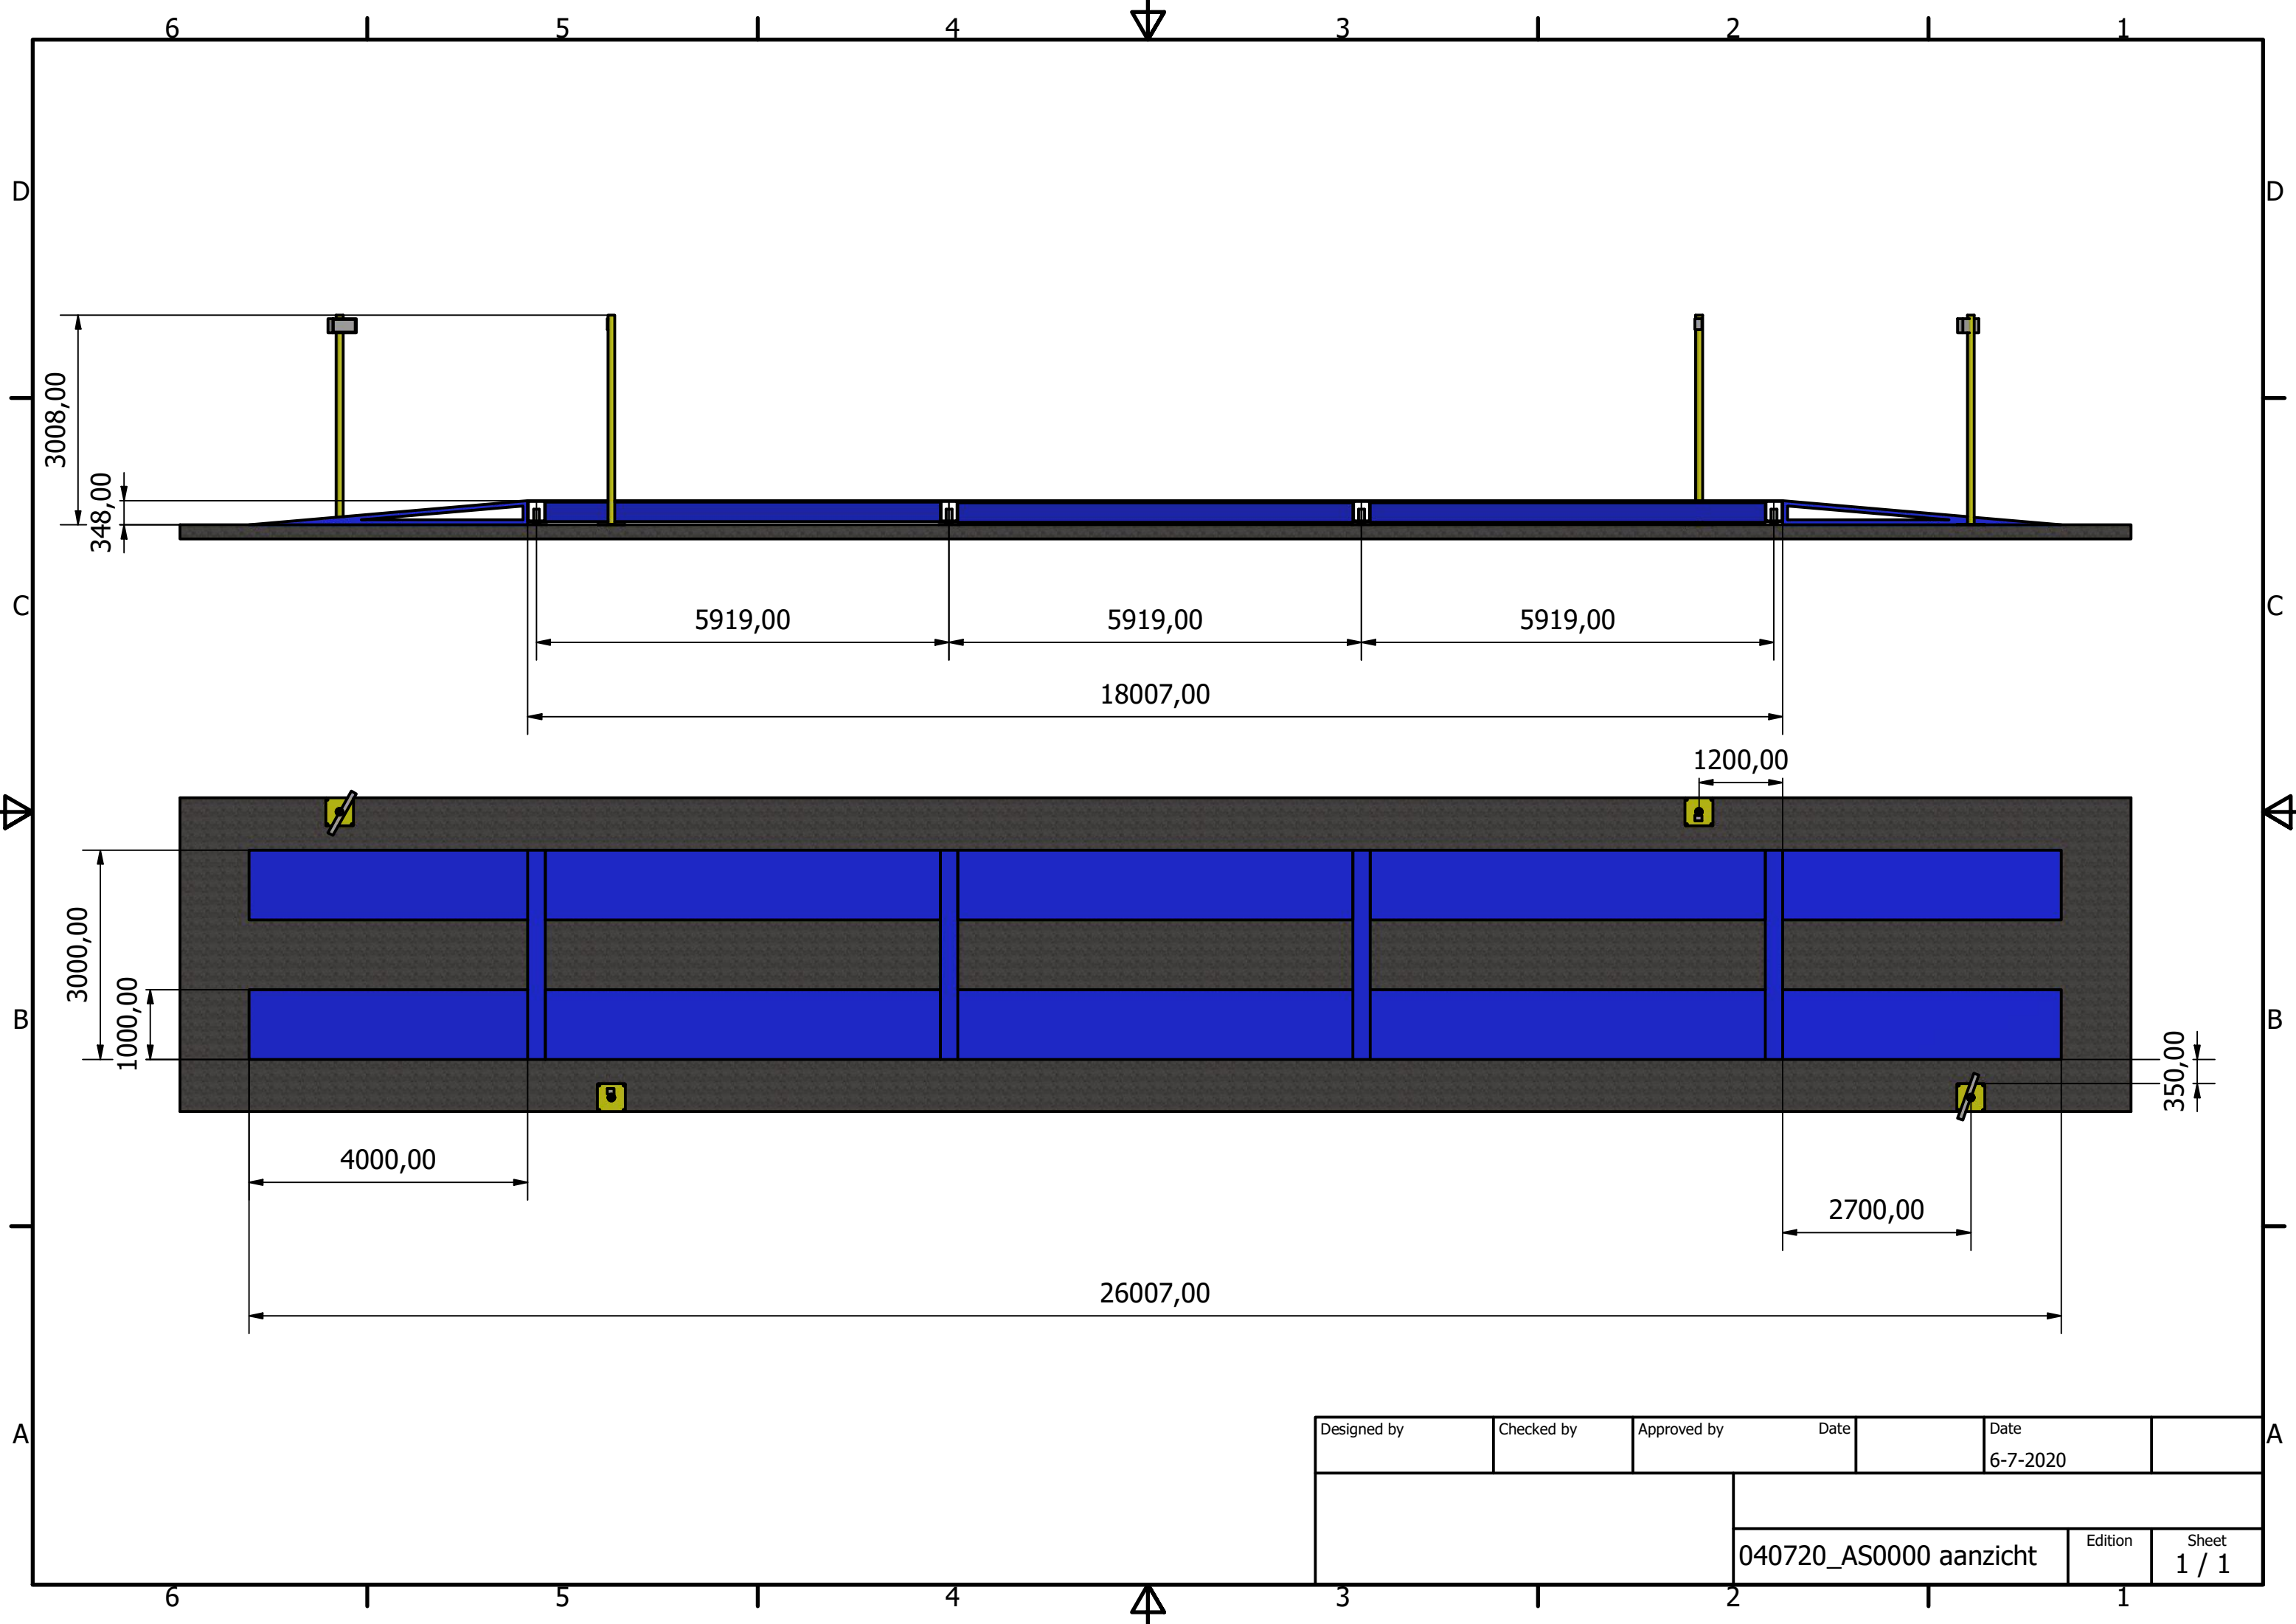 6 5 4 3 2 1
D D
3008,00
348,00
C C
5919,00 5919,00 5919,00
18007,00
1200,00
3000,00
1000,00
B B
350,00
4000,00
2700,00
26007,00
A A
Designed by Checked by Approved by Date Date
6-7-2020
040720_AS0000 aanzicht
Edition
Sheet
1 / 1
6 5 4 3 2 1